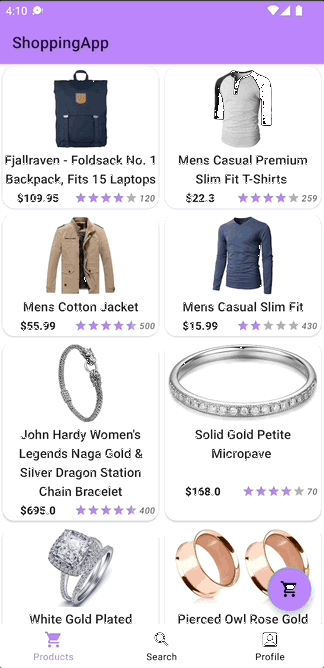 4:10
ShoppingApp
Fjallraven - Foldsack No. 1
Backpack, Fits 15 Laptops
$109.95 120
Mens Casual Premium
Slim Fit T-Shirts
$22.3 259
Mens Cotton Jacket
$55.99 500
Mens Casual Slim Fit
$15.99 430
John Hardy Women's
Legends Naga Gold &
Silver Dragon Station
Chain Bracelet
$695.0 400
Solid Gold Petite
Micropave
$168.0 70
White Gold Plated
Pierced Owl Rose Gold
Products
Search
Profile